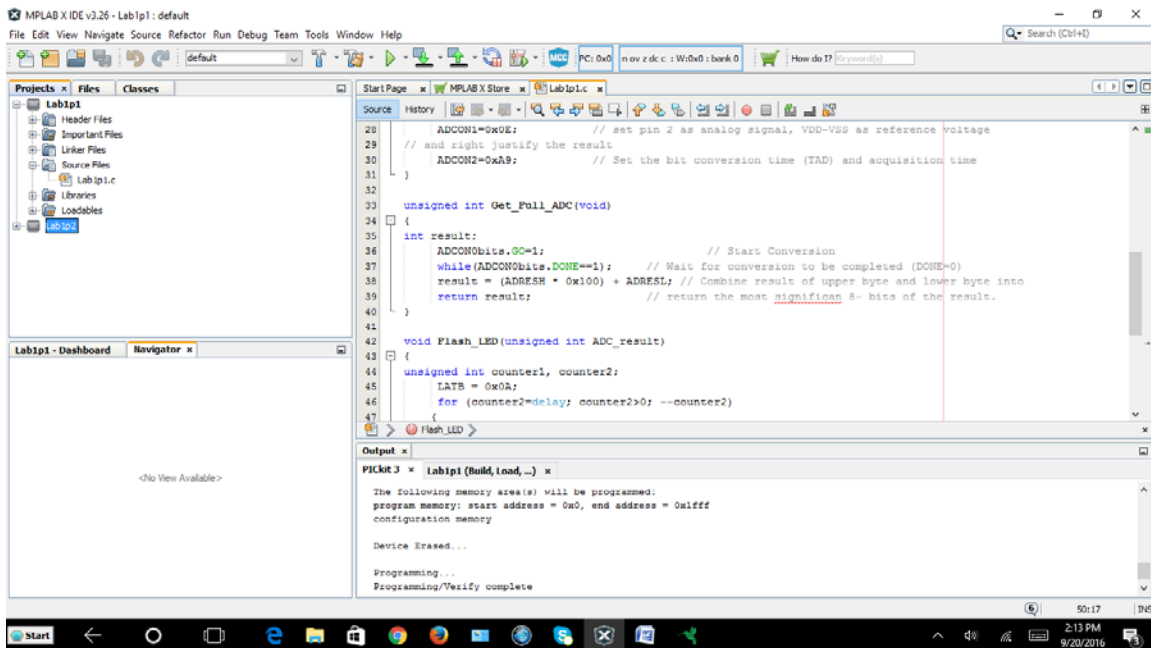 MPLAB X IDE v3.26 - Lab1p1 : default
File Edit View Navigate Source Refactor Run Debug Team Tools Window Help
Search (Ctrl+I)
default
MCC
PC: 0x0
n ov z dc c : W:0x0 : bank 0
How do I?
Keyword(s)
Projects
Files
Classes
Lab1p1
Header Files
Important Files
Linker Files
Source Files
Lab1p1.c
Libraries
Loadables
Lab1p2
Start Page
MPLAB X Store
Lab1p1.c
Source
History
28 ADCON1=0x0E; // set pin 2 as analog signal, VDD-VSS as reference voltage
29 // and right justify the result
30 ADCON2=0xA9; // Set the bit conversion time (TAD) and acquisition time
31 }
32
33 unsigned int Get_Full_ADC(void)
34 {
35 int result;
36 ADCON0bits.GO=1; // Start Conversion
37 while(ADCON0bits.DONE==1); // Wait for conversion to be completed (DONE=0)
38 result = (ADRESH * 0x100) + ADRESL; // Combine result of upper byte and lower byte into
39 return result; // return the most significan 8- bits of the result.
40 }
41
42 void Flash_LED(unsigned int ADC_result)
43 {
44 unsigned int counter1, counter2;
45 LATB = 0x0A;
46 for (counter2=delay; counter2>0; --counter2)
47 {
Flash_LED
Lab1p1 - Dashboard
Navigator
<No View Available>
Output
PICkit 3
Lab1p1 (Build, Load, ...)
The following memory area(s) will be programmed:
program memory: start address = 0x0, end address = 0x1fff
configuration memory
Device Erased...
Programming...
Programming/Verify complete
6
50:17
INS
Start
2:13 PM
9/20/2016